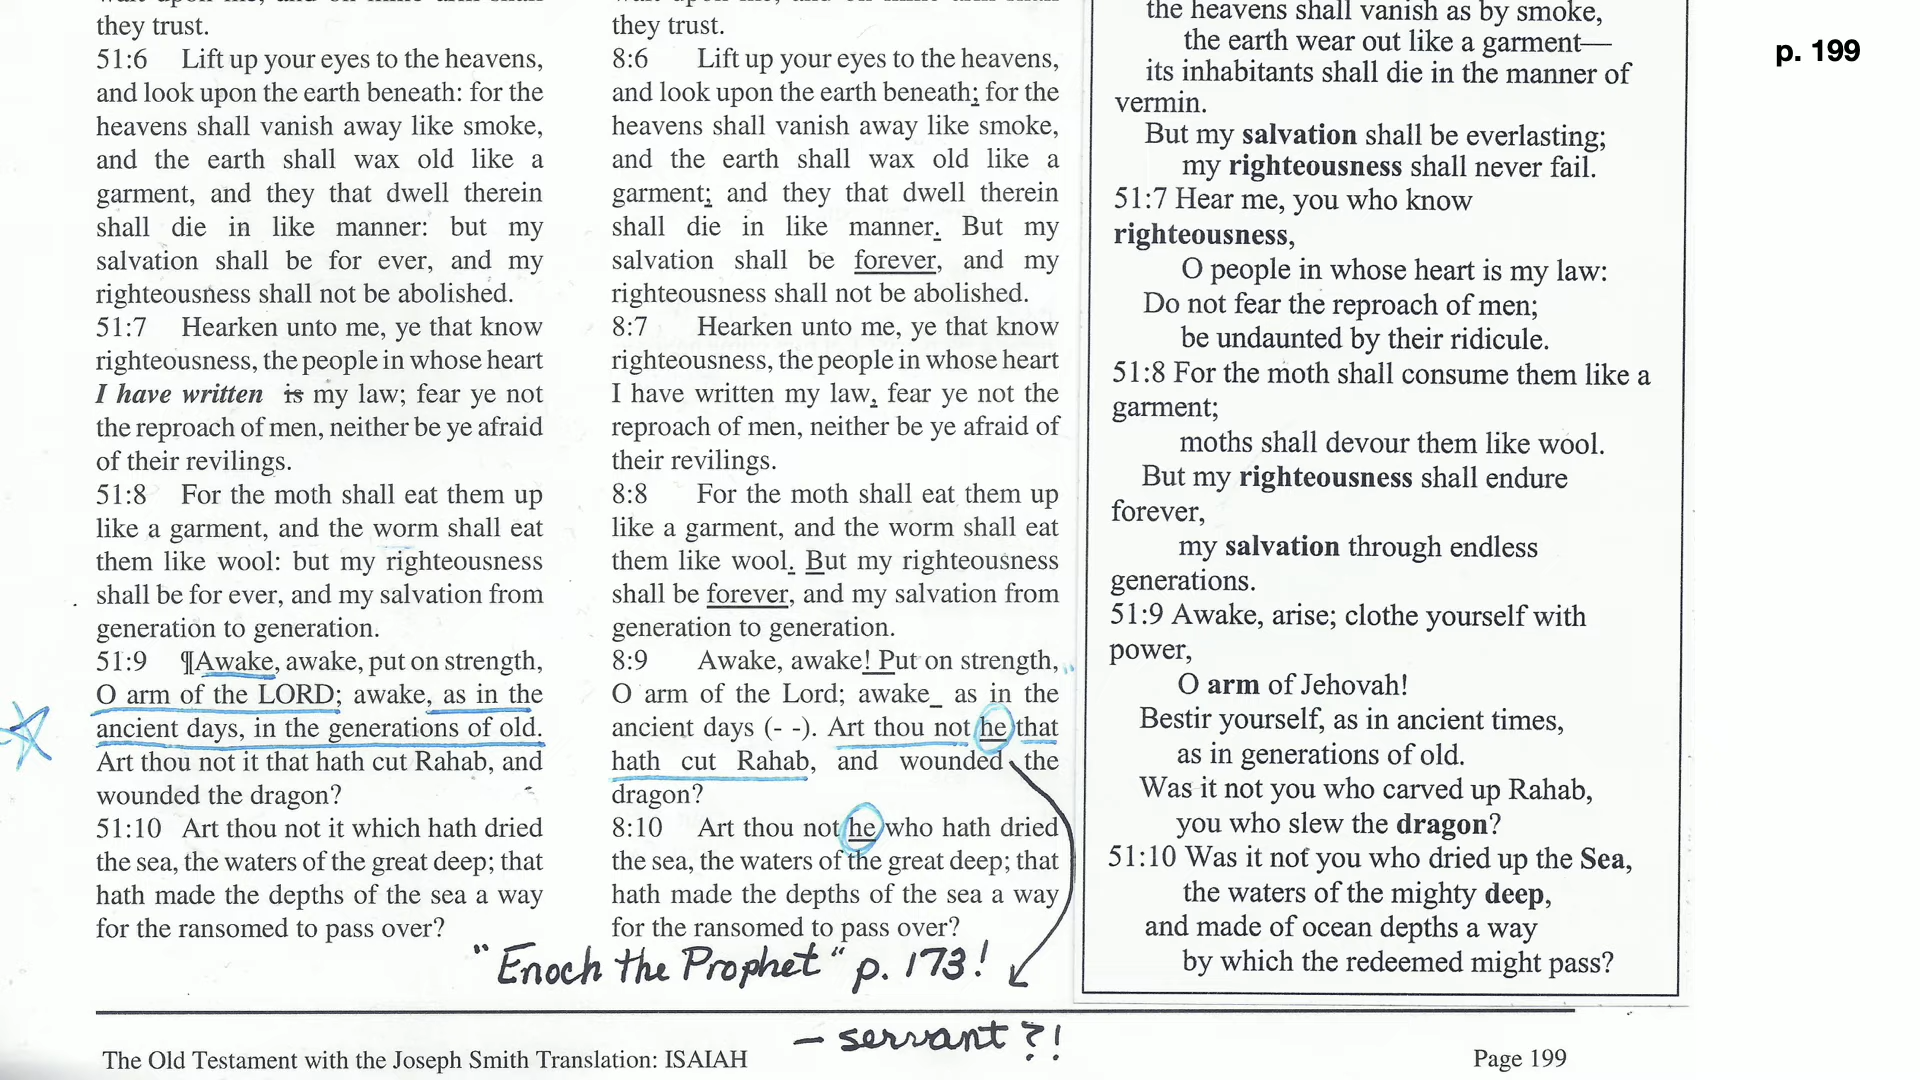 they trust.
51:6 Lift up your eyes to the heavens,
and look upon the earth beneath: for the
heavens shall vanish away like smoke,
and the earth shall wax old like a
garment, and they that dwell therein
shall die in like manner: but my
salvation shall be for ever, and my
righteousness shall not be abolished.
51:7 Hearken unto me, ye that know
righteousness, the people in whose heart
I have written is my law; fear ye not
the reproach of men, neither be ye afraid
of their revilings.
51:8 For the moth shall eat them up
like a garment, and the worm shall eat
them like wool: but my righteousness
shall be for ever, and my salvation from
generation to generation.
51:9 ¶Awake, awake, put on strength,
O arm of the LORD; awake, as in the
ancient days, in the generations of old.
Art thou not it that hath cut Rahab, and
wounded the dragon?
51:10 Art thou not it which hath dried
the sea, the waters of the great deep; that
hath made the depths of the sea a way
for the ransomed to pass over?
they trust.
8:6 Lift up your eyes to the heavens,
and look upon the earth beneath; for the
heavens shall vanish away like smoke,
and the earth shall wax old like a
garment; and they that dwell therein
shall die in like manner. But my
salvation shall be forever, and my
righteousness shall not be abolished.
8:7 Hearken unto me, ye that know
righteousness, the people in whose heart
I have written my law, fear ye not the
reproach of men, neither be ye afraid of
their revilings.
8:8 For the moth shall eat them up
like a garment, and the worm shall eat
them like wool. But my righteousness
shall be forever, and my salvation from
generation to generation.
8:9 Awake, awake! Put on strength,
O arm of the Lord; awake_ as in the
ancient days (- -). Art thou not he that
hath cut Rahab, and wounded the
dragon?
8:10 Art thou not he who hath dried
the sea, the waters of the great deep; that
hath made the depths of the sea a way
for the ransomed to pass over?
the heavens shall vanish as by smoke,
the earth wear out like a garment—
its inhabitants shall die in the manner of
vermin.
But my salvation shall be everlasting;
my righteousness shall never fail.
51:7 Hear me, you who know
righteousness,
O people in whose heart is my law:
Do not fear the reproach of men;
be undaunted by their ridicule.
51:8 For the moth shall consume them like a
garment;
moths shall devour them like wool.
But my righteousness shall endure
forever,
my salvation through endless
generations.
51:9 Awake, arise; clothe yourself with
power,
O arm of Jehovah!
Bestir yourself, as in ancient times,
as in generations of old.
Was it not you who carved up Rahab,
you who slew the dragon?
51:10 Was it not you who dried up the Sea,
the waters of the mighty deep,
and made of ocean depths a way
by which the redeemed might pass?
p. 199
"Enoch the Prophet" p. 173!
- servant?!
The Old Testament with the Joseph Smith Translation: ISAIAH
Page 199